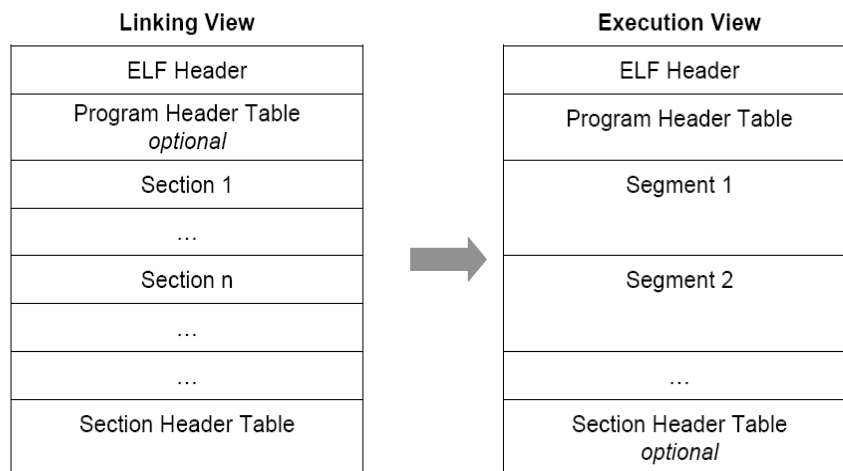 Linking View
ELF Header
Program Header Table
optional
Section 1
…
Section n
…
…
Section Header Table
Execution View
ELF Header
Program Header Table
Segment 1
Segment 2
…
Section Header Table
optional